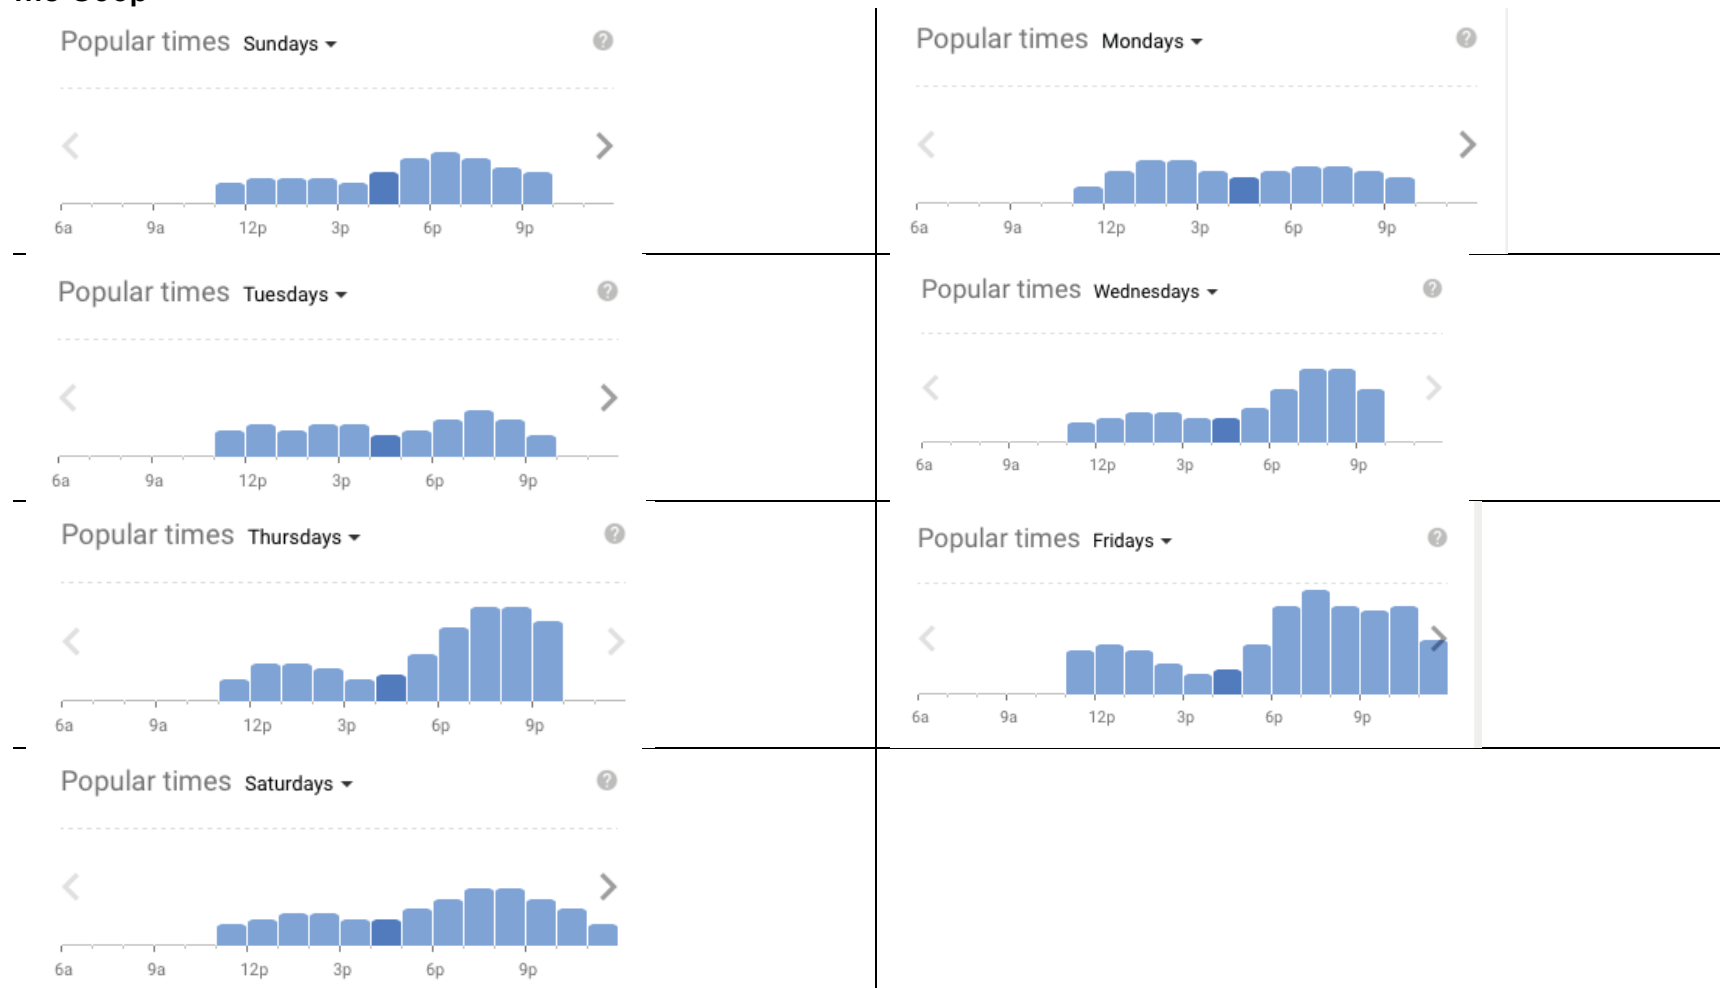 Popular times Sundays
?
6a 9a 12p 3p 6p 9p
Popular times Mondays
?
6a 9a 12p 3p 6p 9p
Popular times Tuesdays
?
6a 9a 12p 3p 6p 9p
Popular times Wednesdays
?
6a 9a 12p 3p 6p 9p
Popular times Thursdays
?
6a 9a 12p 3p 6p 9p
Popular times Fridays
?
6a 9a 12p 3p 6p 9p
Popular times Saturdays
?
6a 9a 12p 3p 6p 9p